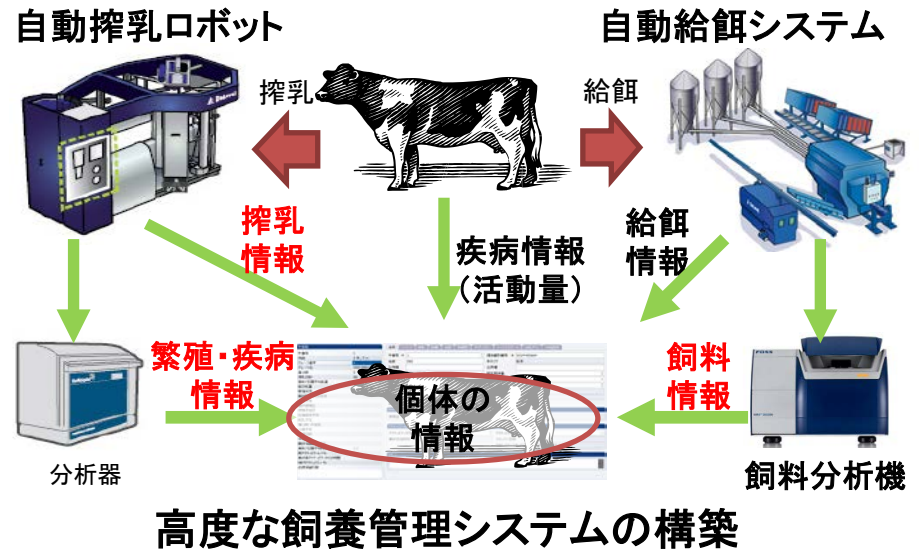 自動搾乳ロボット
自動給餌システム
搾乳
給餌
搾乳
情報
疾病情報
（活動量）
給餌
情報
繁殖・疾病
情報
個体の
情報
飼料
情報
FOSS
分析器
飼料分析機
高度な飼養管理システムの構築